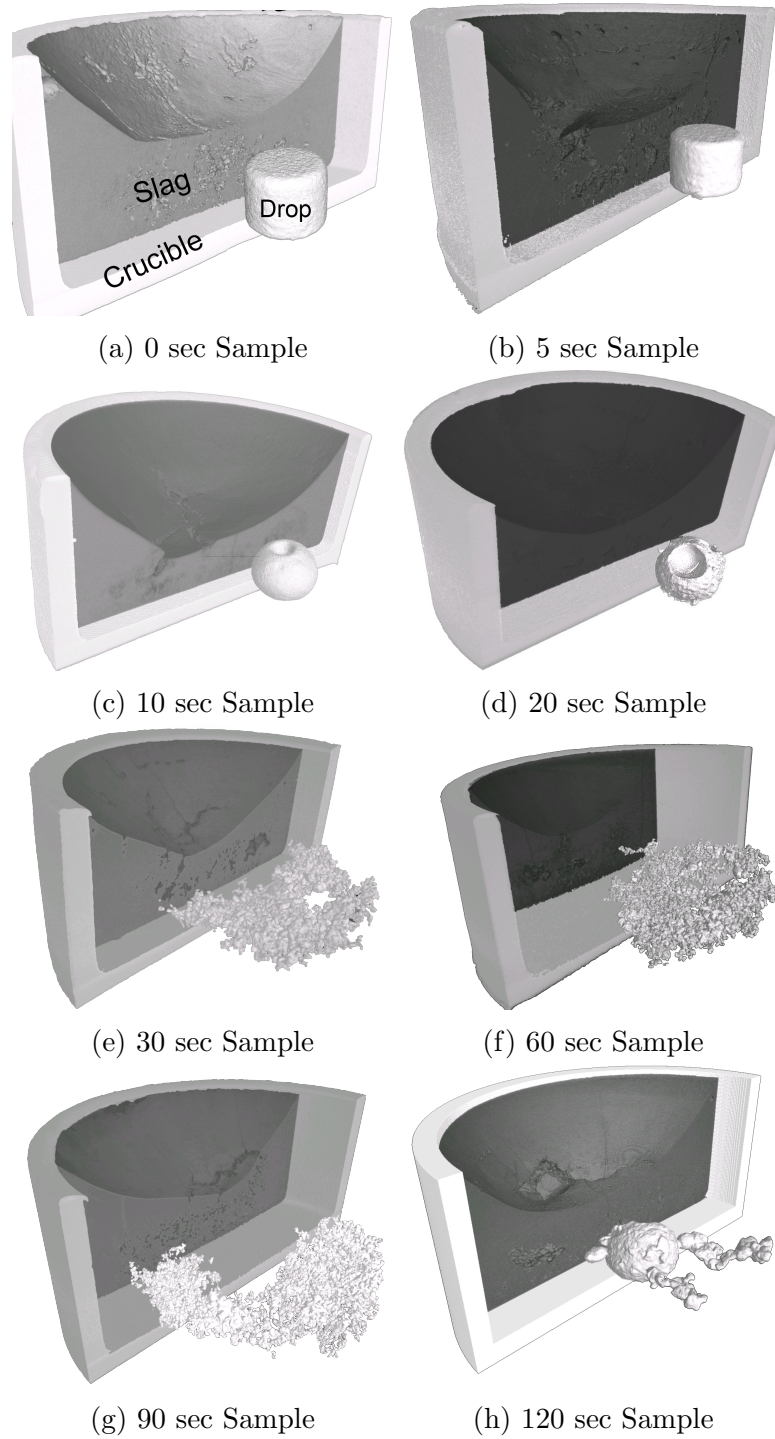 Slag
Drop
Crucible
(a) 0 sec Sample
(b) 5 sec Sample
(c) 10 sec Sample
(d) 20 sec Sample
(e) 30 sec Sample
(f) 60 sec Sample
(g) 90 sec Sample
(h) 120 sec Sample